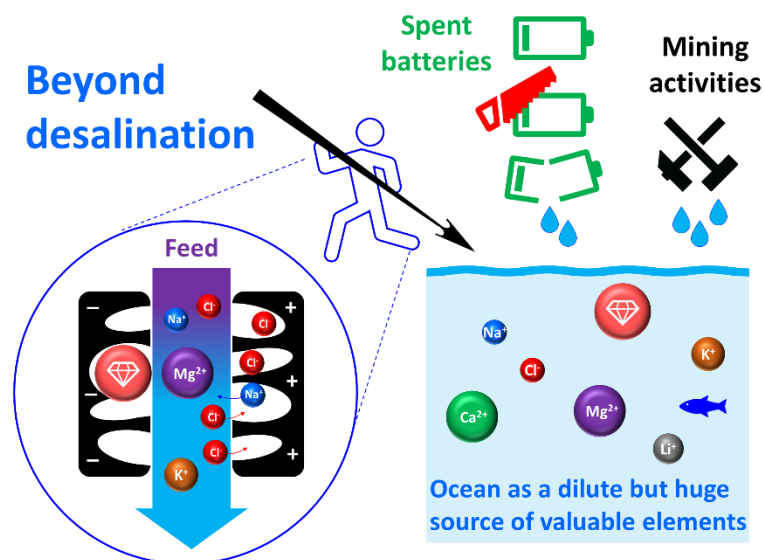 Beyond
desalination
Spent
batteries
Mining
activities
Feed
− Na⁺ Cl⁻ Cl⁻ +
Mg²⁺ Cl⁻
− Cl⁻ Na⁺ +
− K⁺ Cl⁻ +
Na⁺ Cl⁻ K⁺
Ca²⁺ Mg²⁺ Li⁺
Ocean as a dilute but huge
source of valuable elements